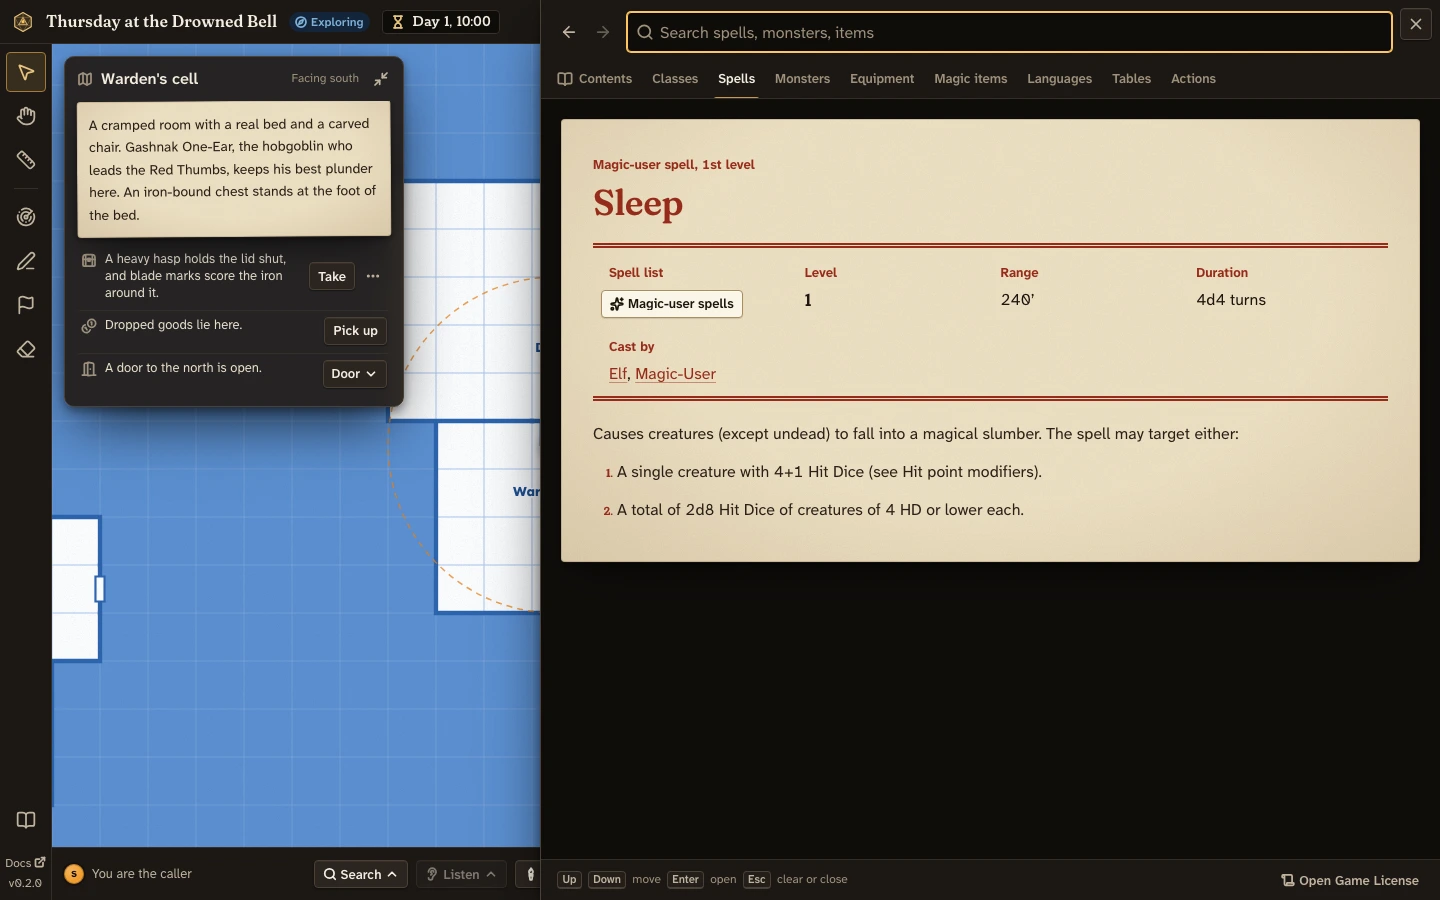 Thursday at the Drowned Bell
Exploring
Day 1, 10:00
Search spells, monsters, items
Contents
Classes
Spells
Monsters
Equipment
Magic items
Languages
Tables
Actions
Warden's cell
Facing south
A cramped room with a real bed and a carved
chair. Gashnak One-Ear, the hobgoblin who
leads the Red Thumbs, keeps his best plunder
here. An iron-bound chest stands at the foot of
the bed.
A heavy hasp holds the lid shut,
and blade marks score the iron
around it.
Take
Dropped goods lie here.
Pick up
A door to the north is open.
Door
Magic-user spell, 1st level
Sleep
Spell list
Level
Range
Duration
Magic-user spells
1
240'
4d4 turns
Cast by
Elf, Magic-User
Causes creatures (except undead) to fall into a magical slumber. The spell may target either:
1. A single creature with 4+1 Hit Dice (see Hit point modifiers).
2. A total of 2d8 Hit Dice of creatures of 4 HD or lower each.
Docs
v0.2.0
S
You are the caller
Search
Listen
Up
Down
move
Enter
open
Esc
clear or close
Open Game License